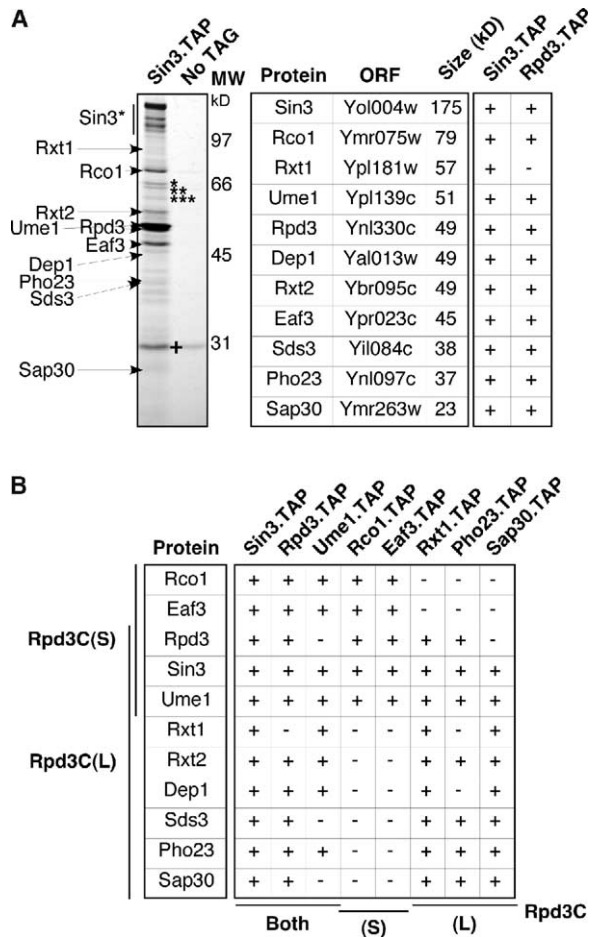 A
Sin3.TAP
No TAG
MW
kD
Sin3*
97
Rxt1
Rco1
*
**
***
66
Rxt2
Ume1
Rpd3
Eaf3
45
Dep1
Pho23
Sds3
+
31
Sap30
Protein ORF Size (kD) Sin3.TAP Rpd3.TAP
Sin3 Yol004w 175 + +
Rco1 Ymr075w 79 + +
Rxt1 Ypl181w 57 + -
Ume1 Ypl139c 51 + +
Rpd3 Ynl330c 49 + +
Dep1 Yal013w 49 + +
Rxt2 Ybr095c 49 + +
Eaf3 Ypr023c 45 + +
Sds3 Yil084c 38 + +
Pho23 Ynl097c 37 + +
Sap30 Ymr263w 23 + +
B
Protein Sin3.TAP Rpd3.TAP Ume1.TAP Rco1.TAP Eaf3.TAP Rxt1.TAP Pho23.TAP Sap30.TAP
Rco1 + + + + + - - -
Eaf3 + + + + + - - -
Rpd3C(S)
Rpd3 + + - + + + + -
Sin3 + + + + + + + +
Ume1 + + + + + + + +
Rxt1 + - + - - + - +
Rpd3C(L)
Rxt2 + + + - - + + +
Dep1 + + + - - + - +
Sds3 + + - - - + + +
Pho23 + + + - - + + +
Sap30 + + - - - + + +
Both (S) (L) Rpd3C